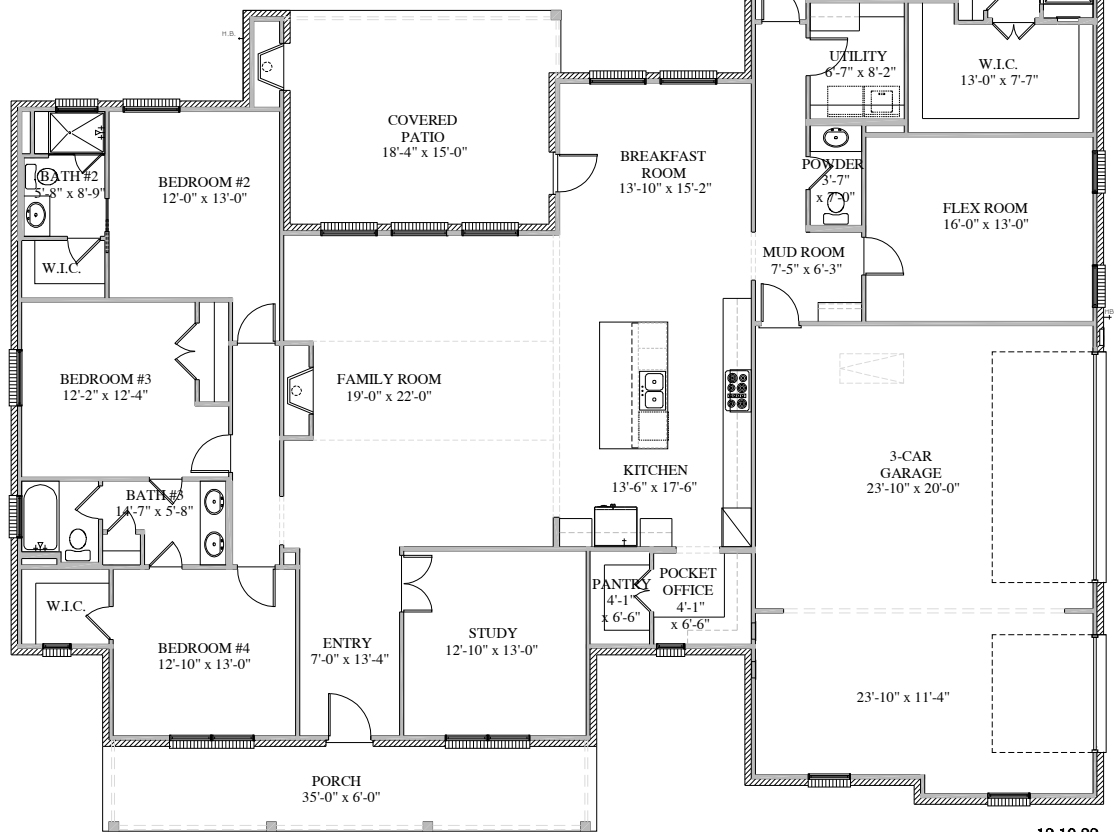 H.B.
UTILITY
6'-7" x 8'-2"
W.I.C.
13'-0" x 7'-7"
COVERED
PATIO
18'-4" x 15'-0"
BREAKFAST
ROOM
13'-10" x 15'-2"
POWDER
3'-7"
x 7'-0"
BATH #2
5'-8" x 8'-9"
BEDROOM #2
12'-0" x 13'-0"
FLEX ROOM
16'-0" x 13'-0"
W.I.C.
MUD ROOM
7'-5" x 6'-3"
HB
BEDROOM #3
12'-2" x 12'-4"
FAMILY ROOM
19'-0" x 22'-0"
KITCHEN
13'-6" x 17'-6"
3-CAR
GARAGE
23'-10" x 20'-0"
BATH #3
14'-7" x 5'-8"
W.I.C.
PANTRY
4'-1"
x 6'-6"
POCKET
OFFICE
4'-1"
x 6'-6"
BEDROOM #4
12'-10" x 13'-0"
ENTRY
7'-0" x 13'-4"
STUDY
12'-10" x 13'-0"
23'-10" x 11'-4"
PORCH
35'-0" x 6'-0"